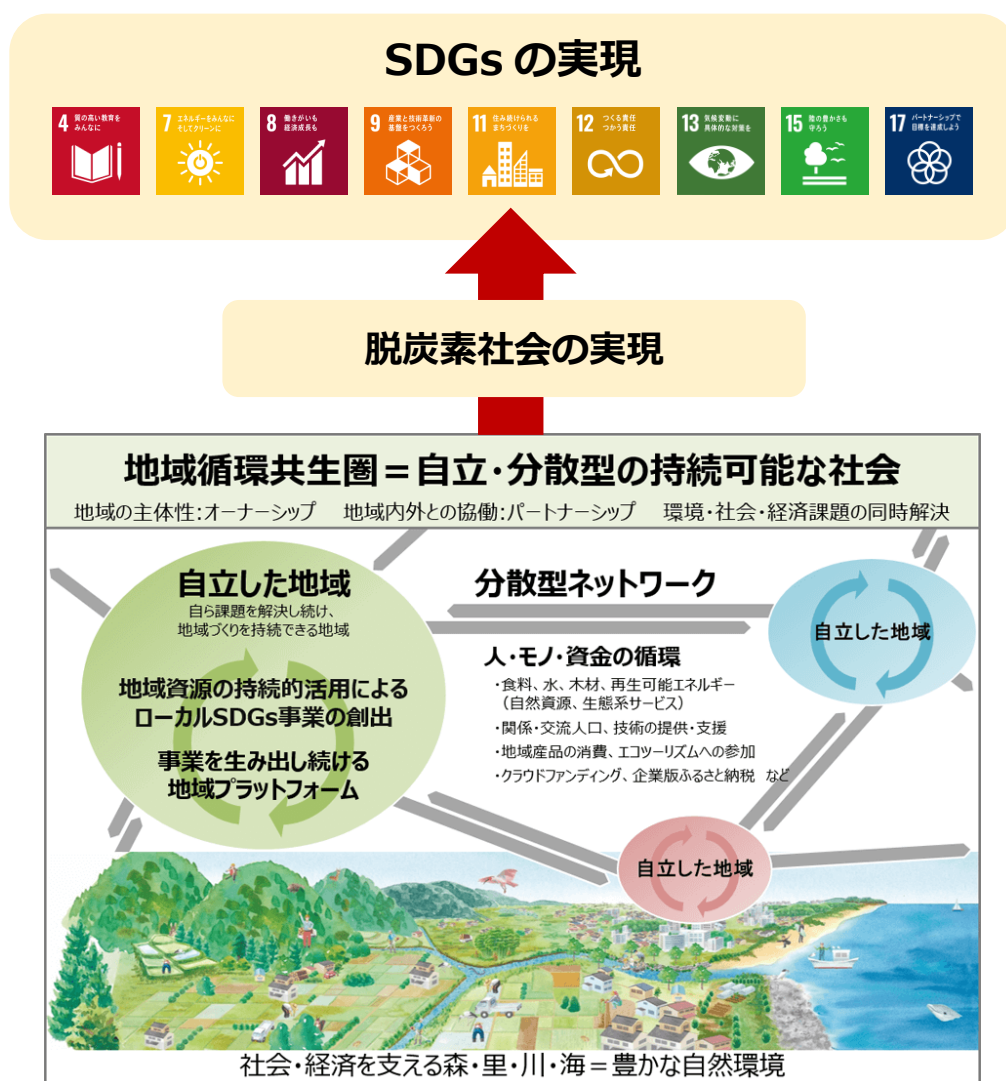 SDGs の実現
4 質の高い教育を
みんなに
7 エネルギーをみんなに
そしてクリーンに
8 働きがいも
経済成長も
9 産業と技術革新の
基盤をつくろう
11 住み続けられる
まちづくりを
12 つくる責任
つかう責任
13 気候変動に
具体的な対策を
15 陸の豊かさも
守ろう
17 パートナーシップで
目標を達成しよう
脱炭素社会の実現
地域循環共生圏＝自立・分散型の持続可能な社会
地域の主体性:オーナーシップ 地域内外との協働:パートナーシップ 環境・社会・経済課題の同時解決
自立した地域
自ら課題を解決し続け、
地域づくりを持続できる地域
地域資源の持続的活用による
ローカルSDGs事業の創出
事業を生み出し続ける
地域プラットフォーム
分散型ネットワーク
人・モノ・資金の循環
・食料、水、木材、再生可能エネルギー
（自然資源、生態系サービス）
・関係・交流人口、技術の提供・支援
・地域産品の消費、エコツーリズムへの参加
・クラウドファンディング、企業版ふるさと納税 など
自立した地域
自立した地域
社会・経済を支える森・里・川・海＝豊かな自然環境